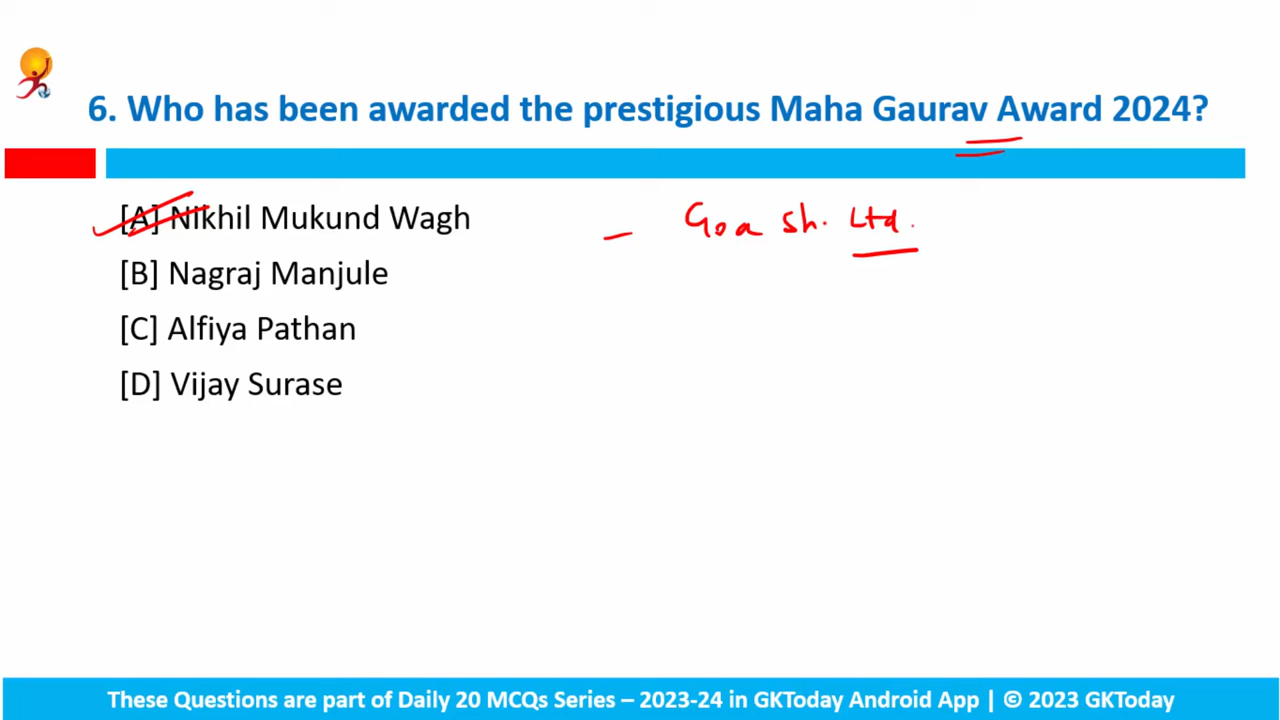 6. Who has been awarded the prestigious Maha Gaurav Award 2024?
[A] Nikhil Mukund Wagh
- Goa Sh. Ltd.
[B] Nagraj Manjule
[C] Alfiya Pathan
[D] Vijay Surase
These Questions are part of Daily 20 MCQs Series – 2023-24 in GKToday Android App | © 2023 GKToday